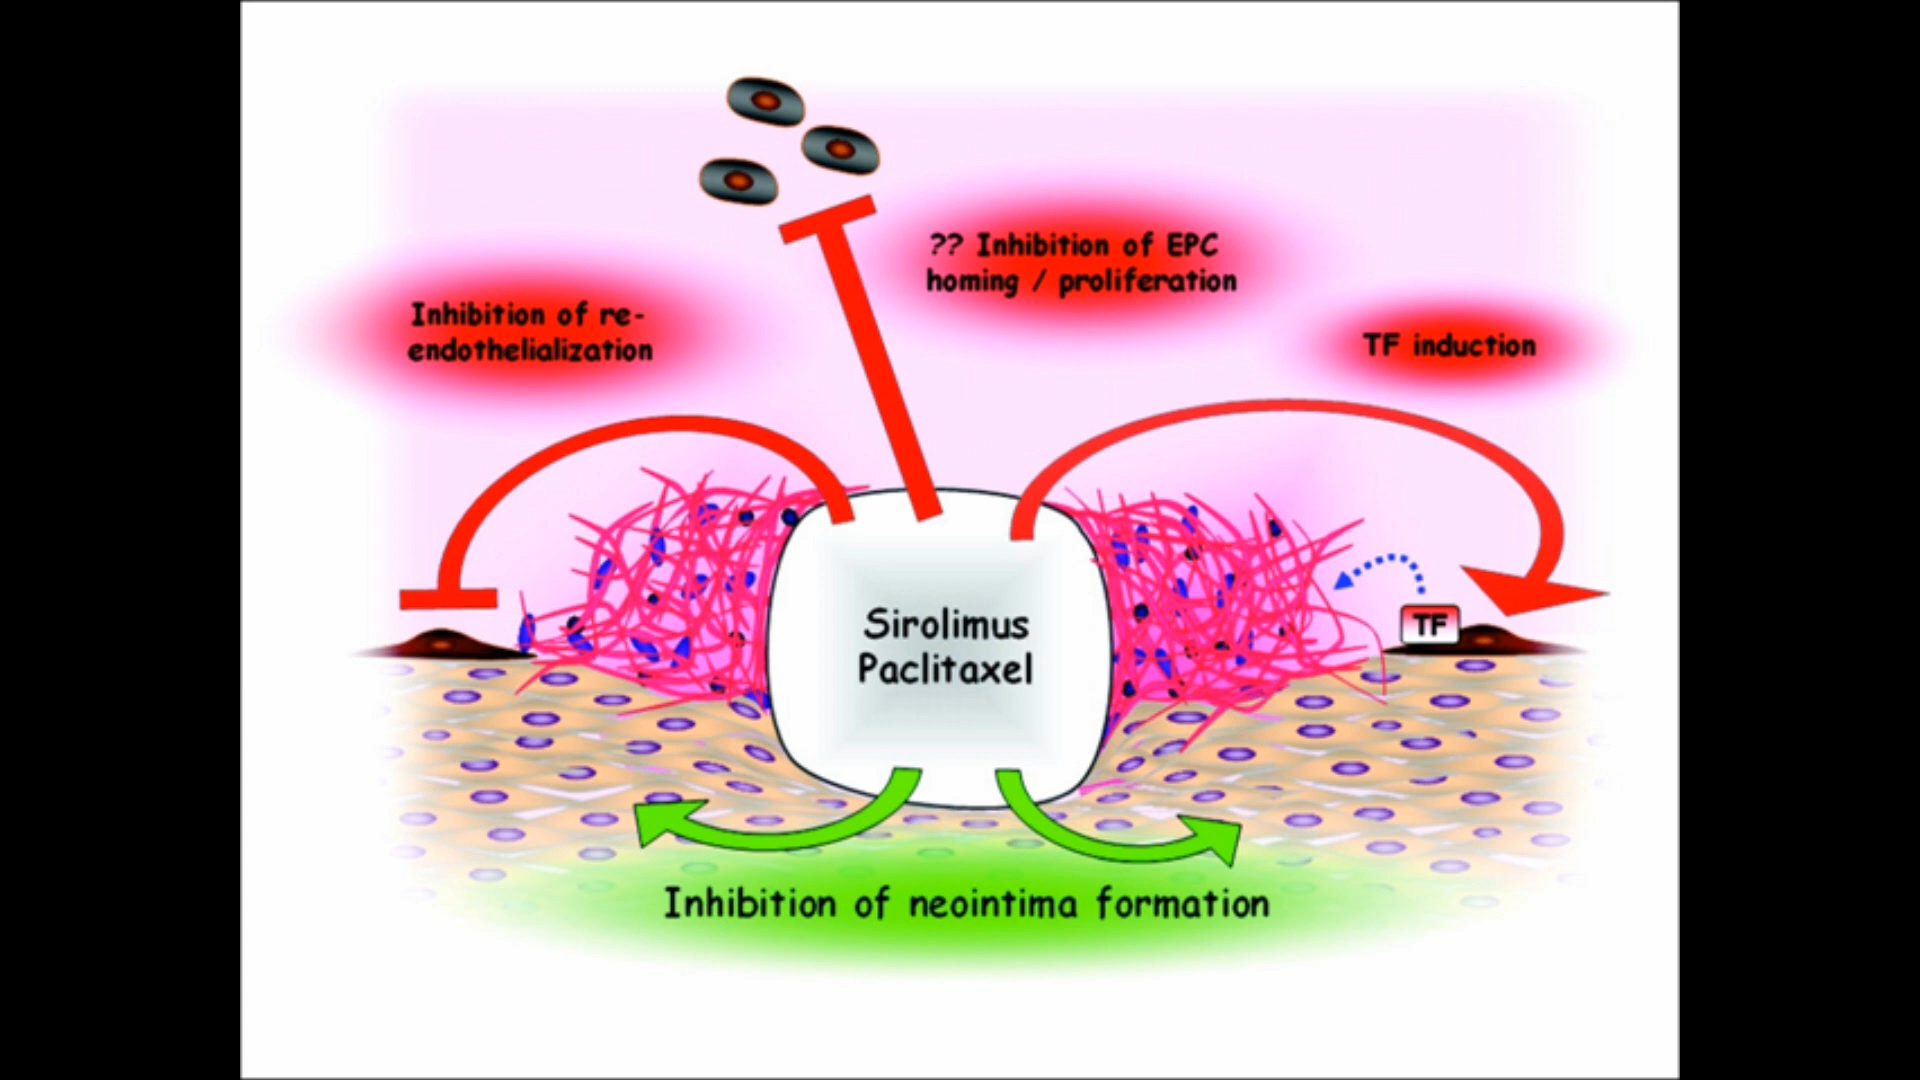 ?? Inhibition of EPC
homing / proliferation
Inhibition of re-
endothelialization
TF induction
Sirolimus
Paclitaxel
TF
Inhibition of neointima formation